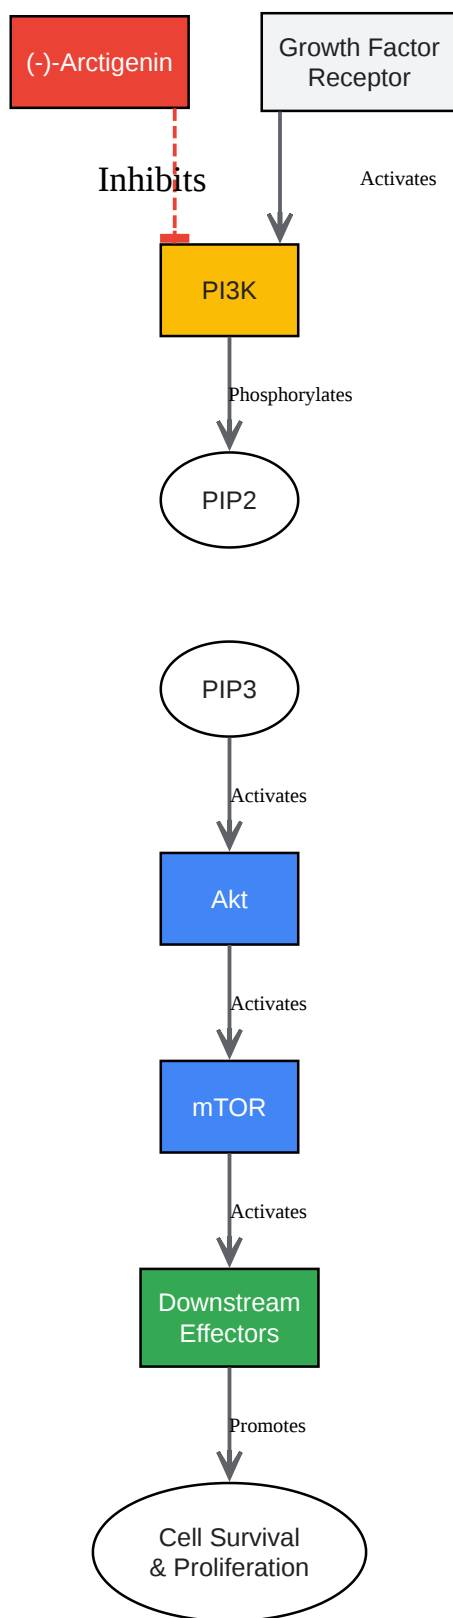 (-)-Arctigenin
Growth Factor
Receptor
Inhibits
Activates
PI3K
Phosphorylates
PIP2
PIP3
Activates
Akt
Activates
mTOR
Activates
Downstream
Effectors
Promotes
Cell Survival
& Proliferation